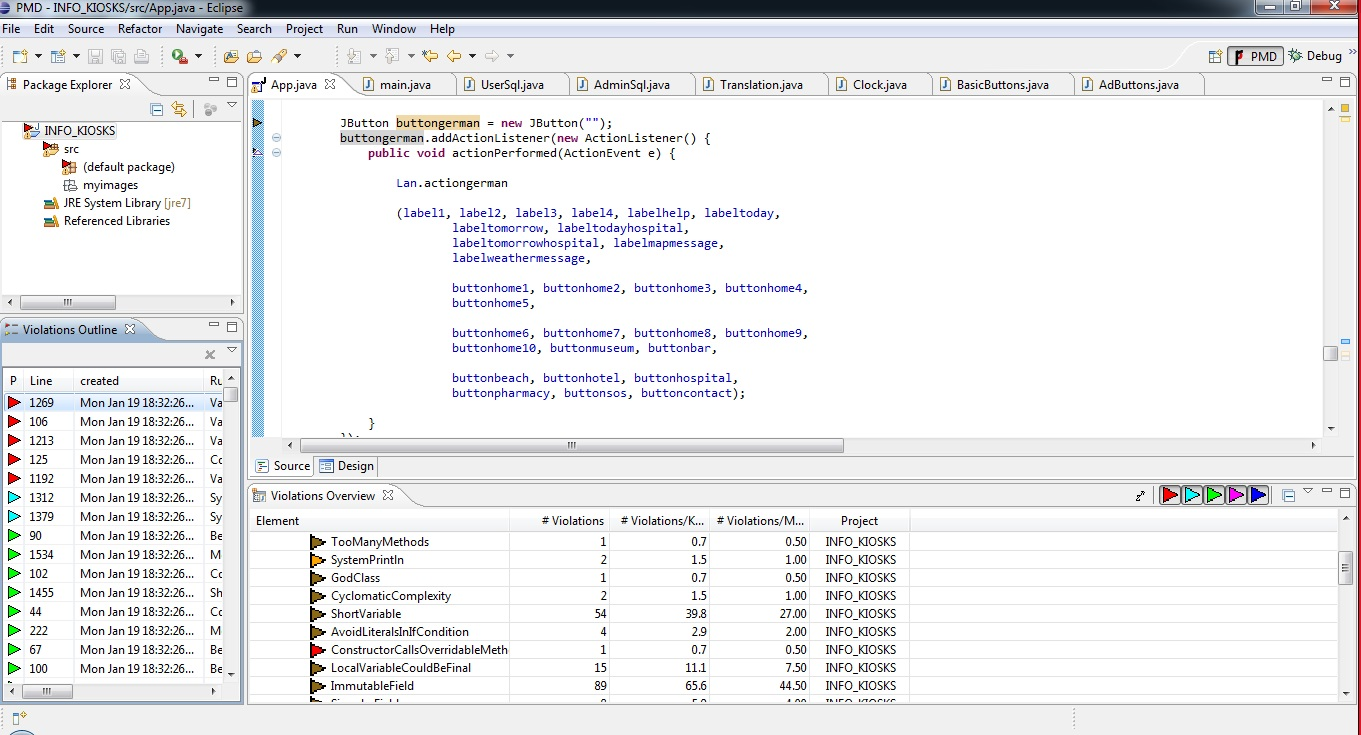 PMD - INFO_KIOSKS/src/App.java - Eclipse
File Edit Source Refactor Navigate Search Project Run Window Help
PMD Debug
Package Explorer
INFO_KIOSKS
src
(default package)
myimages
JRE System Library [jre7]
Referenced Libraries
App.java main.java UserSql.java AdminSql.java Translation.java Clock.java BasicButtons.java AdButtons.java
JButton buttongerman = new JButton("");
buttongerman.addActionListener(new ActionListener() {
public void actionPerformed(ActionEvent e) {
Lan.actiongerman
(label1, label2, label3, label4, labelhelp, labeltoday,
labeltomorrow, labeltodayhospital,
labeltomorrowhospital, labelmapmessage,
labelweathermessage,
buttonhome1, buttonhome2, buttonhome3, buttonhome4,
buttonhome5,
buttonhome6, buttonhome7, buttonhome8, buttonhome9,
buttonhome10, buttonmuseum, buttonbar,
buttonbeach, buttonhotel, buttonhospital,
buttonpharmacy, buttonsos, buttoncontact);
}
});
Source Design
Violations Outline
P Line created Ru
1269 Mon Jan 19 18:32:26... Va
106 Mon Jan 19 18:32:26... Va
1213 Mon Jan 19 18:32:26... Va
125 Mon Jan 19 18:32:26... Co
1192 Mon Jan 19 18:32:26... Va
1312 Mon Jan 19 18:32:26... Sy
1379 Mon Jan 19 18:32:26... Sy
90 Mon Jan 19 18:32:26... Be
1534 Mon Jan 19 18:32:26... M
102 Mon Jan 19 18:32:26... Co
1455 Mon Jan 19 18:32:26... Sh
44 Mon Jan 19 18:32:26... Co
222 Mon Jan 19 18:32:26... M
67 Mon Jan 19 18:32:26... Be
100 Mon Jan 19 18:32:26... Be
Violations Overview
Element # Violations # Violations/K... # Violations/M... Project
TooManyMethods 1 0.7 0.50 INFO_KIOSKS
SystemPrintln 2 1.5 1.00 INFO_KIOSKS
GodClass 1 0.7 0.50 INFO_KIOSKS
CyclomaticComplexity 2 1.5 1.00 INFO_KIOSKS
ShortVariable 54 39.8 27.00 INFO_KIOSKS
AvoidLiteralsInIfCondition 4 2.9 2.00 INFO_KIOSKS
ConstructorCallsOverridableMeth 1 0.7 0.50 INFO_KIOSKS
LocalVariableCouldBeFinal 15 11.1 7.50 INFO_KIOSKS
ImmutableField 89 65.6 44.50 INFO_KIOSKS